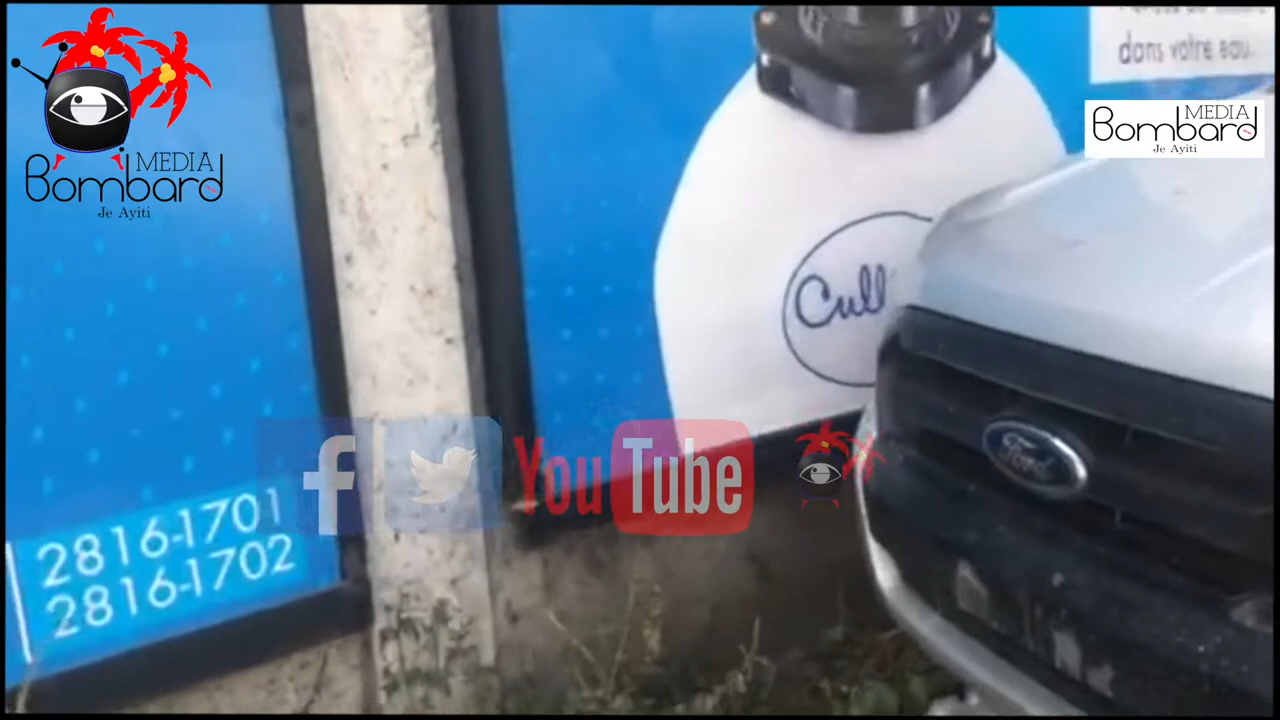 MEDIA
Bombard
Je Ayiti
dans votre eau.
MEDIA
Bombard
Je Ayiti
Cull
f
You Tube
Ford
2816-1701
2816-1702